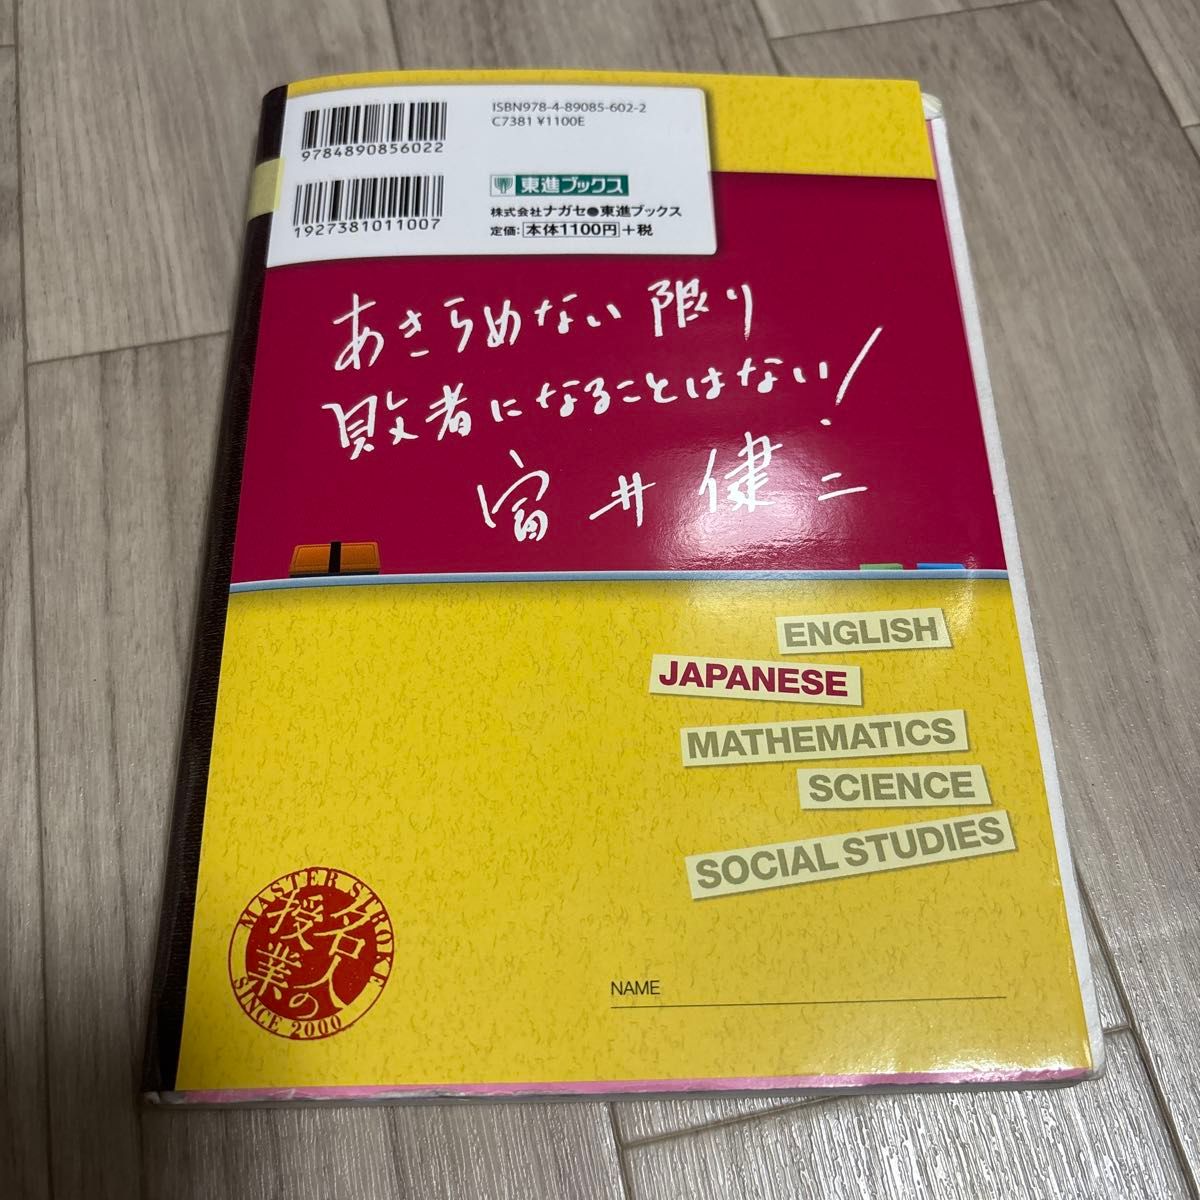 ISBN978-4-89085-602-2
C7381 ¥1100E
9784890856022
1927381011007
東進ブックス
株式会社ナガセ●東進ブックス
定価：本体1100円＋税
あきらめない限り
敗者になることはない！
富井健二
ENGLISH
JAPANESE
MATHEMATICS
SCIENCE
SOCIAL STUDIES
MASTER STROKE
名人の
授業
SINCE 2000
NAME